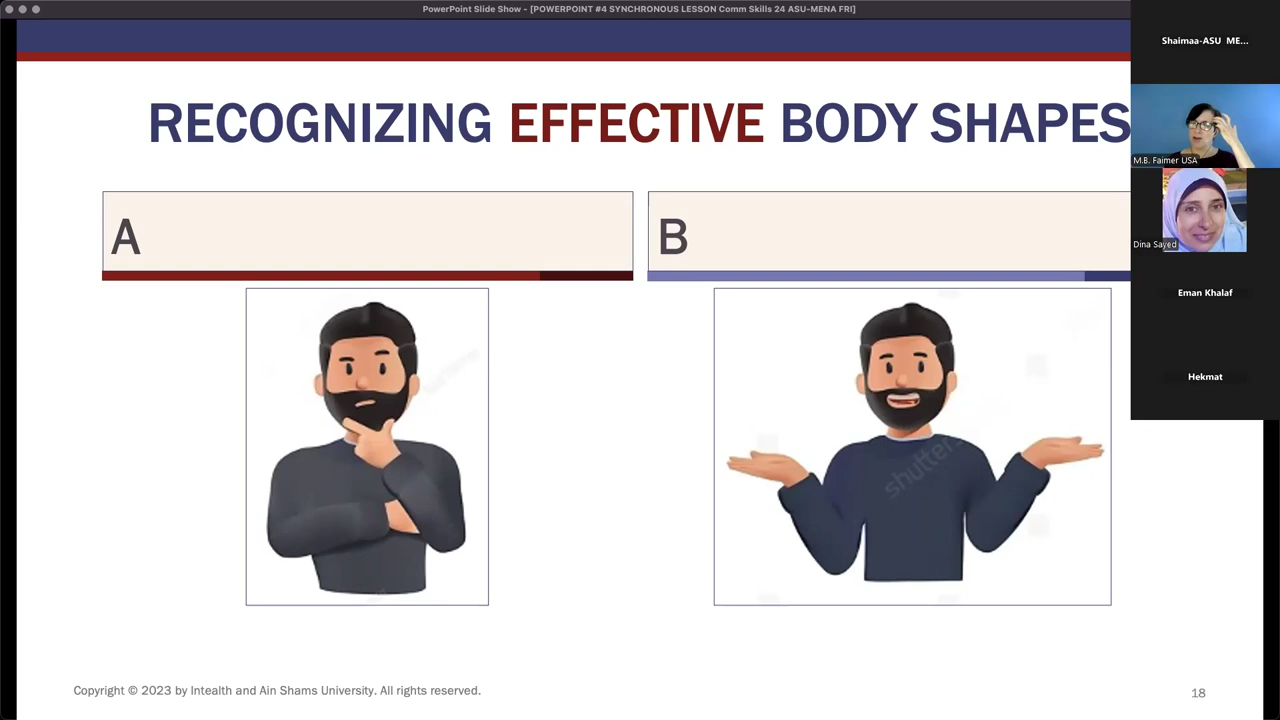 PowerPoint Slide Show - [POWERPOINT #4 SYNCHRONOUS LESSON Comm Skills 24 ASU-MENA FRI]
RECOGNIZING EFFECTIVE BODY SHAPES
A
B
shutters
Copyright © 2023 by Intealth and Ain Shams University. All rights reserved.
18
Shaimaa-ASU ME...
M.B. Faimer USA
Dina Sayed
Eman Khalaf
Hekmat